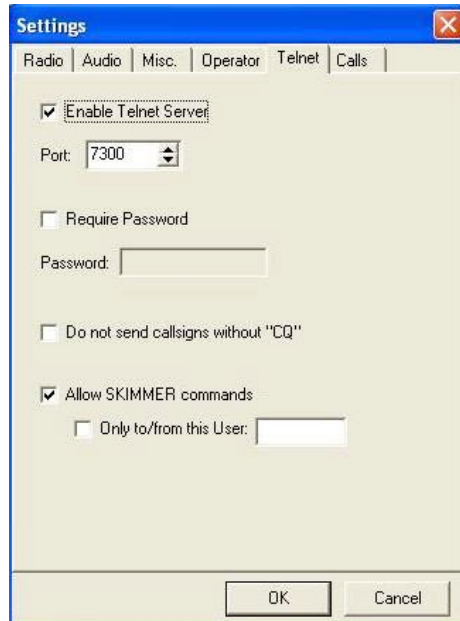 Settings
Radio Audio Misc. Operator Telnet Calls
Enable Telnet Server
Port: 7300
Require Password
Password:
Do not send callsigns without "CQ"
Allow SKIMMER commands
Only to/from this User:
OK Cancel